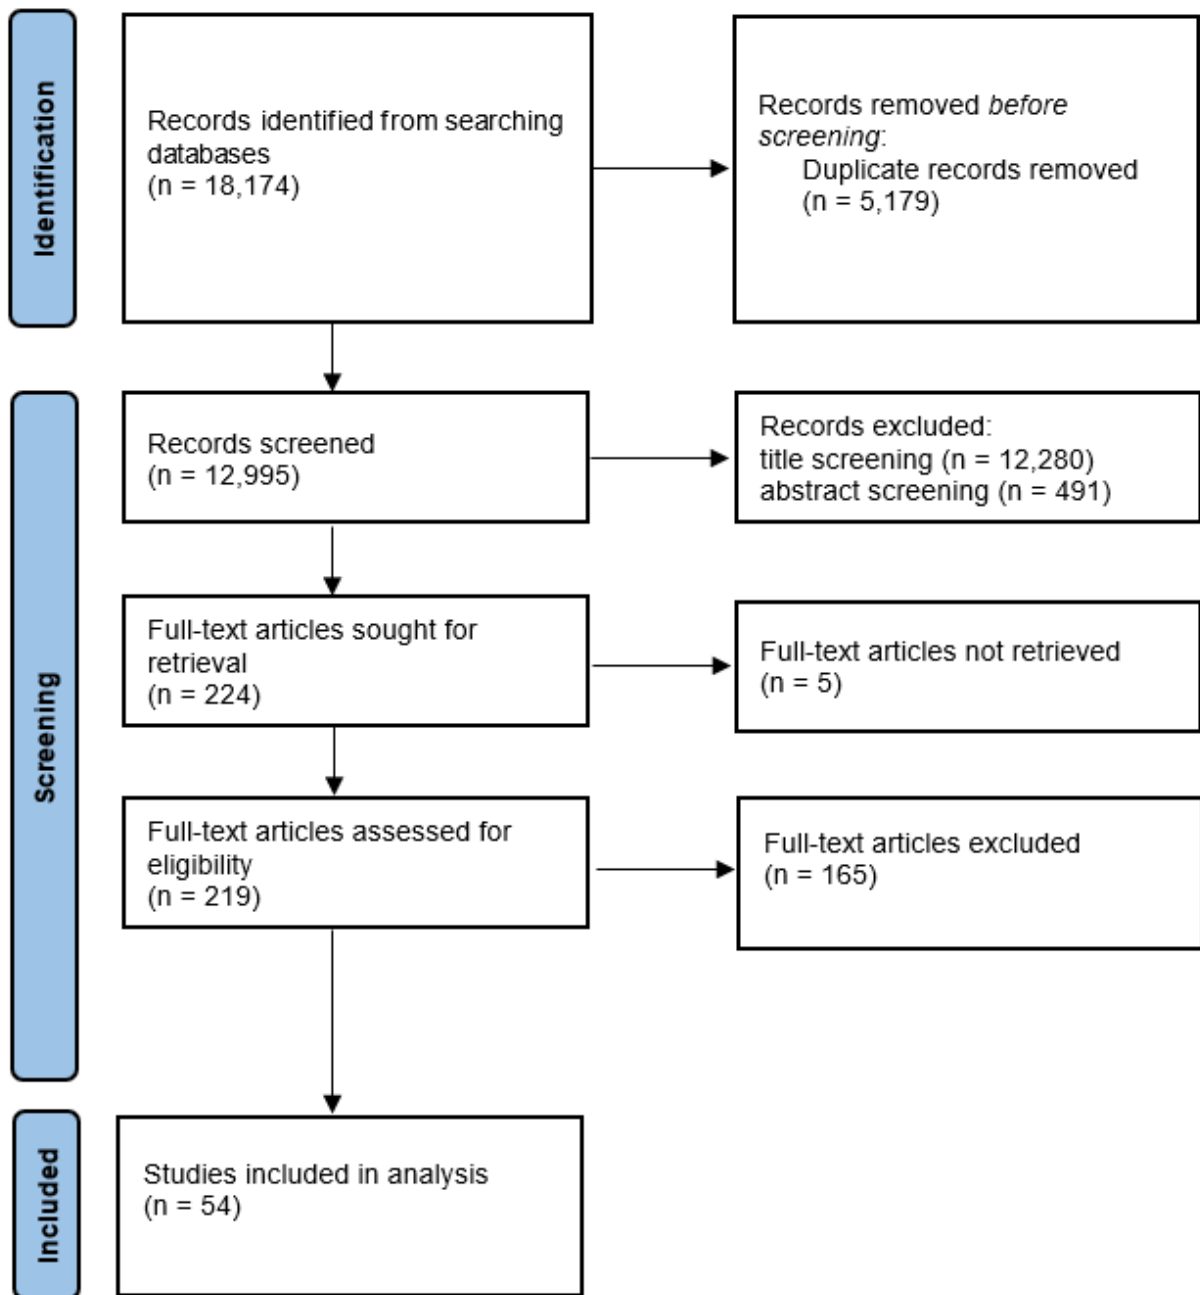 Identification
Records identified from searching
databases
(n = 18,174)
Records removed before
screening:
Duplicate records removed
(n = 5,179)
Screening
Records screened
(n = 12,995)
Records excluded:
title screening (n = 12,280)
abstract screening (n = 491)
Full-text articles sought for
retrieval
(n = 224)
Full-text articles not retrieved
(n = 5)
Full-text articles assessed for
eligibility
(n = 219)
Full-text articles excluded
(n = 165)
Included
Studies included in analysis
(n = 54)